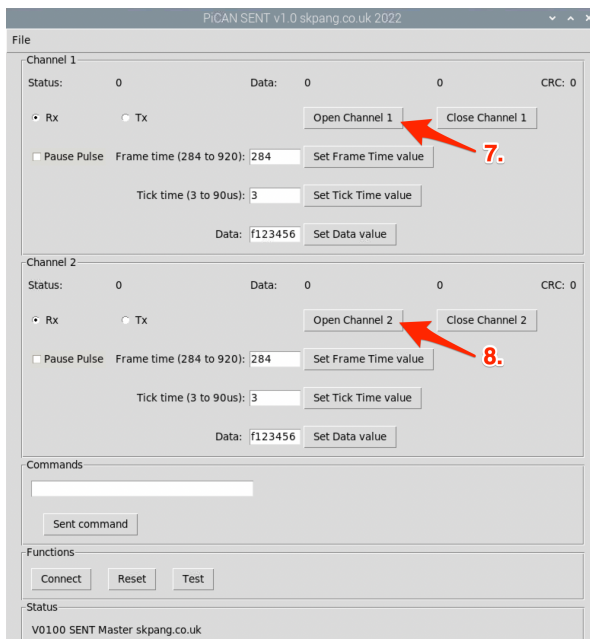 PiCAN SENT v1.0 skpang.co.uk 2022
File
Channel 1
Status: 0 Data: 0 0 CRC: 0
Rx Tx Open Channel 1 Close Channel 1
7.
Pause Pulse Frame time (284 to 920): 284 Set Frame Time value
Tick time (3 to 90us): 3 Set Tick Time value
Data: f123456 Set Data value
Channel 2
Status: 0 Data: 0 0 CRC: 0
Rx Tx Open Channel 2 Close Channel 2
8.
Pause Pulse Frame time (284 to 920): 284 Set Frame Time value
Tick time (3 to 90us): 3 Set Tick Time value
Data: f123456 Set Data value
Commands
Sent command
Functions
Connect Reset Test
Status
V0100 SENT Master skpang.co.uk